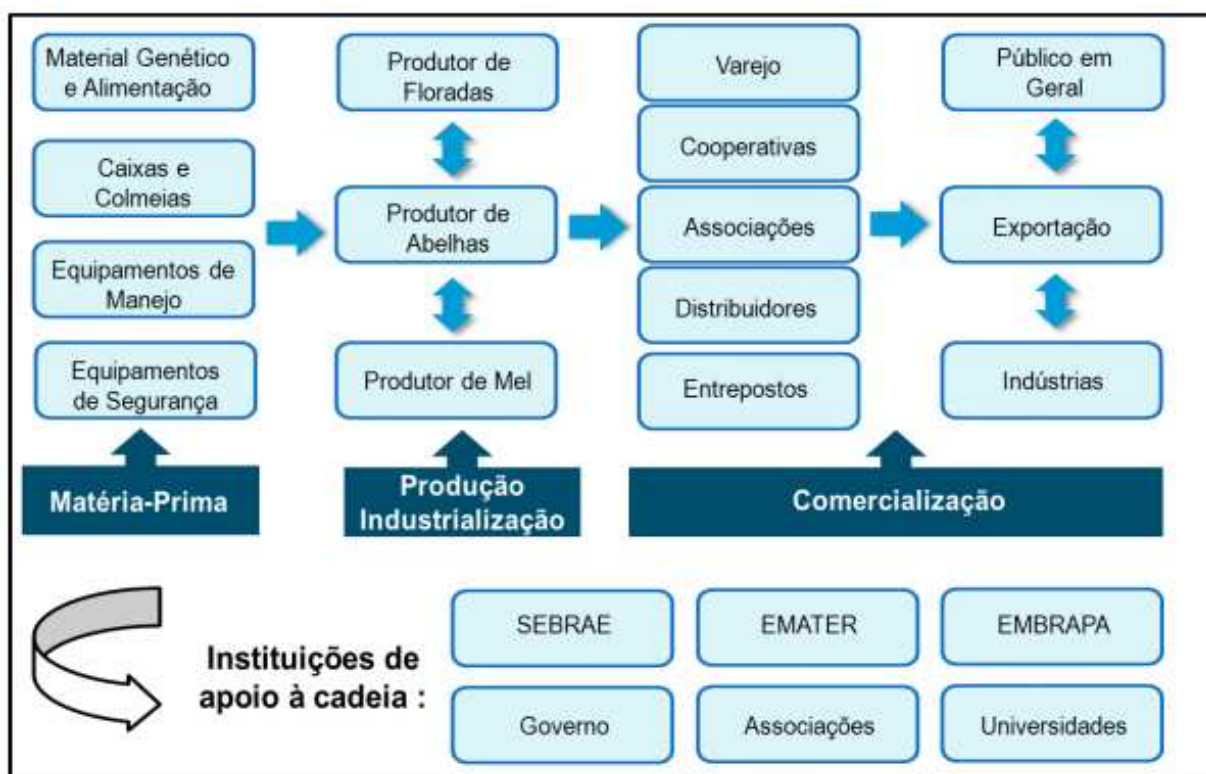 Material Genético
e Alimentação
Caixas e
Colmeias
Equipamentos de
Manejo
Equipamentos
de Segurança
Matéria-Prima
Produtor de
Floradas
Produtor de
Abelhas
Produtor de Mel
Produção
Industrialização
Varejo
Cooperativas
Associações
Distribuidores
Entrepostos
Público em
Geral
Exportação
Indústrias
Comercialização
Instituições de
apoio à cadeia :
SEBRAE
EMATER
EMBRAPA
Governo
Associações
Universidades